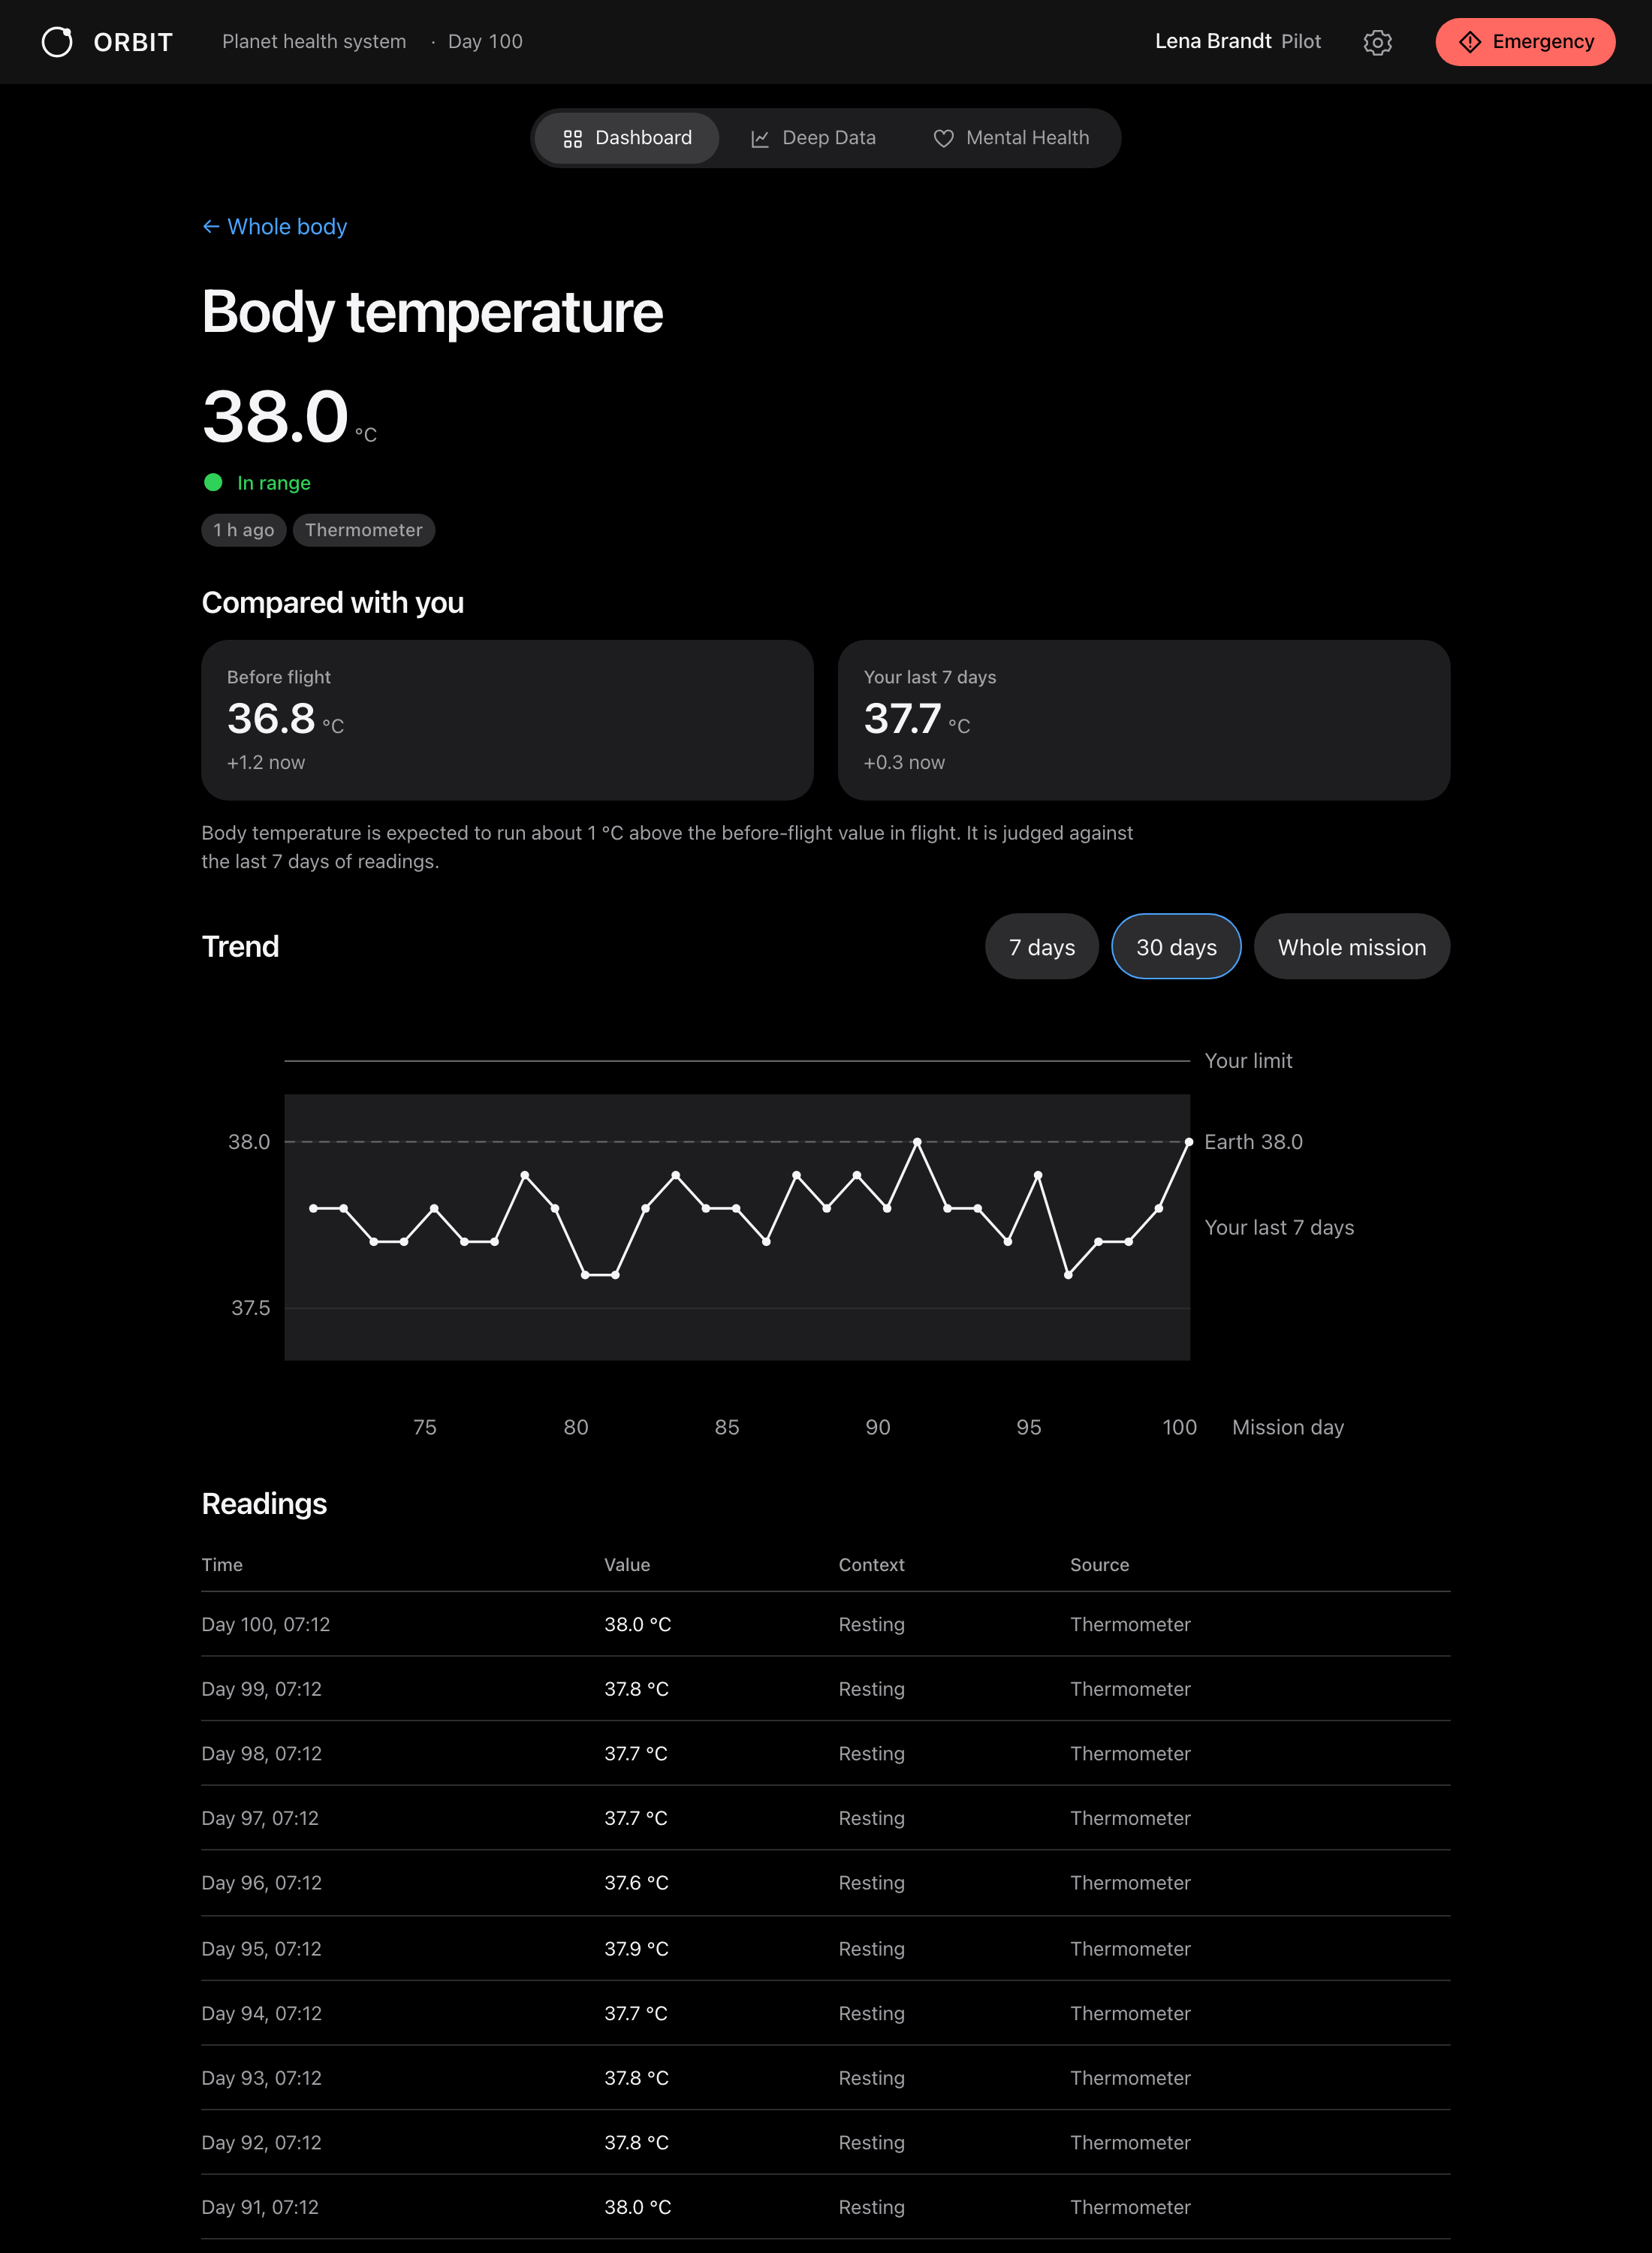 ORBIT
Planet health system · Day 100
Lena Brandt Pilot
Emergency
Dashboard
Deep Data
Mental Health
← Whole body
Body temperature
38.0 °C
In range
1 h ago
Thermometer
Compared with you
Before flight
36.8 °C
+1.2 now
Your last 7 days
37.7 °C
+0.3 now
Body temperature is expected to run about 1 °C above the before-flight value in flight. It is judged against
the last 7 days of readings.
Trend
7 days
30 days
Whole mission
Your limit
38.0
Earth 38.0
Your last 7 days
37.5
75 80 85 90 95 100 Mission day
Readings
Time Value Context Source
Day 100, 07:12 38.0 °C Resting Thermometer
Day 99, 07:12 37.8 °C Resting Thermometer
Day 98, 07:12 37.7 °C Resting Thermometer
Day 97, 07:12 37.7 °C Resting Thermometer
Day 96, 07:12 37.6 °C Resting Thermometer
Day 95, 07:12 37.9 °C Resting Thermometer
Day 94, 07:12 37.7 °C Resting Thermometer
Day 93, 07:12 37.8 °C Resting Thermometer
Day 92, 07:12 37.8 °C Resting Thermometer
Day 91, 07:12 38.0 °C Resting Thermometer